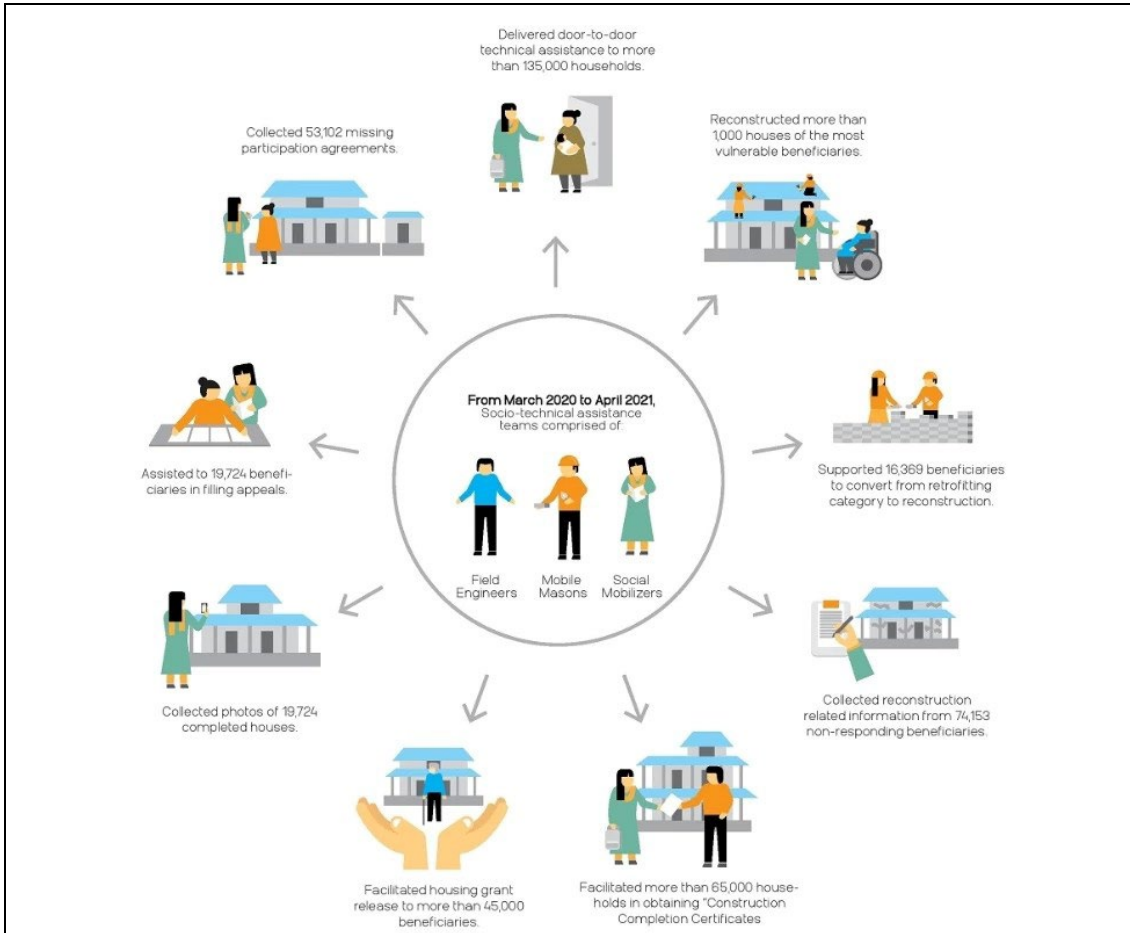 Delivered door-to-door
technical assistance to more
than 135,000 households.
Collected 53,102 missing
participation agreements.
Reconstructed more than
1,000 houses of the most
vulnerable beneficiaries.
From March 2020 to April 2021,
Socio-technical assistance
teams comprised of:
Field
Engineers
Mobile
Masons
Social
Mobilizers
Assisted to 19,724 benefi-
ciaries in filling appeals.
Supported 16,369 beneficiaries
to convert from retrofitting
category to reconstruction.
Collected photos of 19,724
completed houses.
Collected reconstruction
related information from 74,153
non-responding beneficiaries.
Facilitated housing grant
release to more than 45,000
beneficiaries.
Facilitated more than 65,000 house-
holds in obtaining "Construction
Completion Certificates